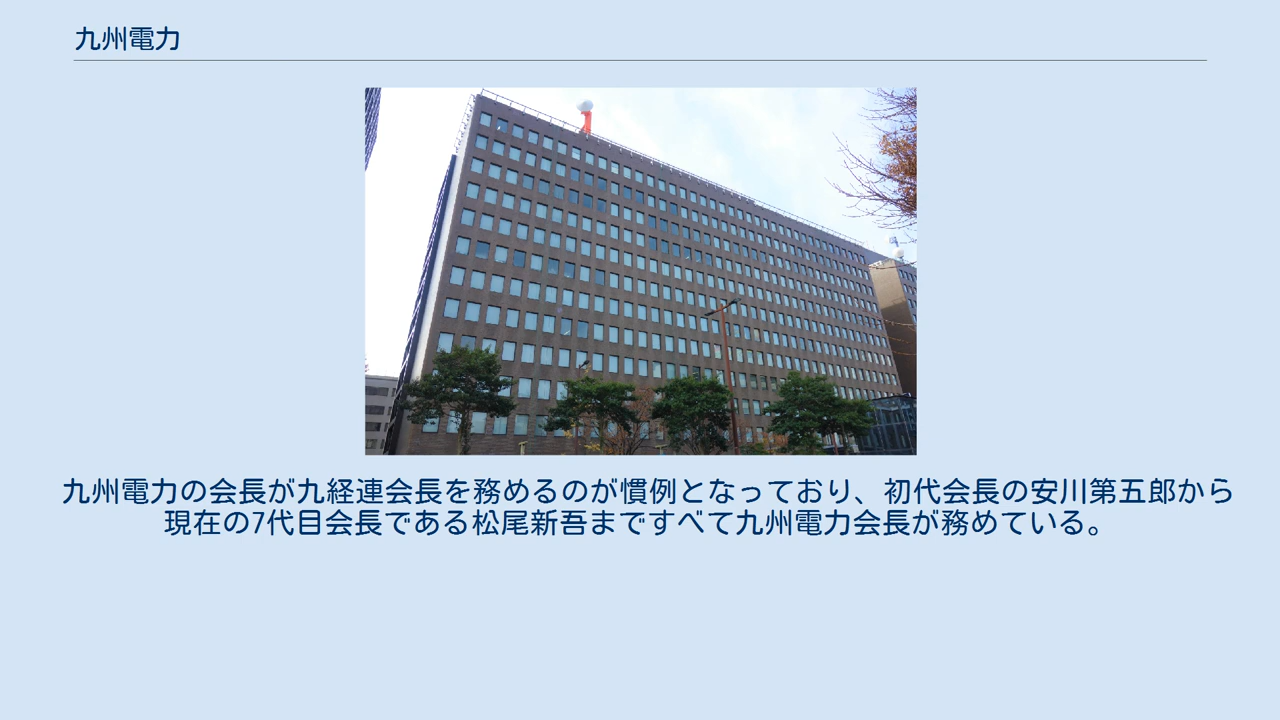 九州電力
九州電力の会長が九経連会長を務めるのが慣例となっており、初代会長の安川第五郎から
現在の7代目会長である松尾新吾まですべて九州電力会長が務めている。